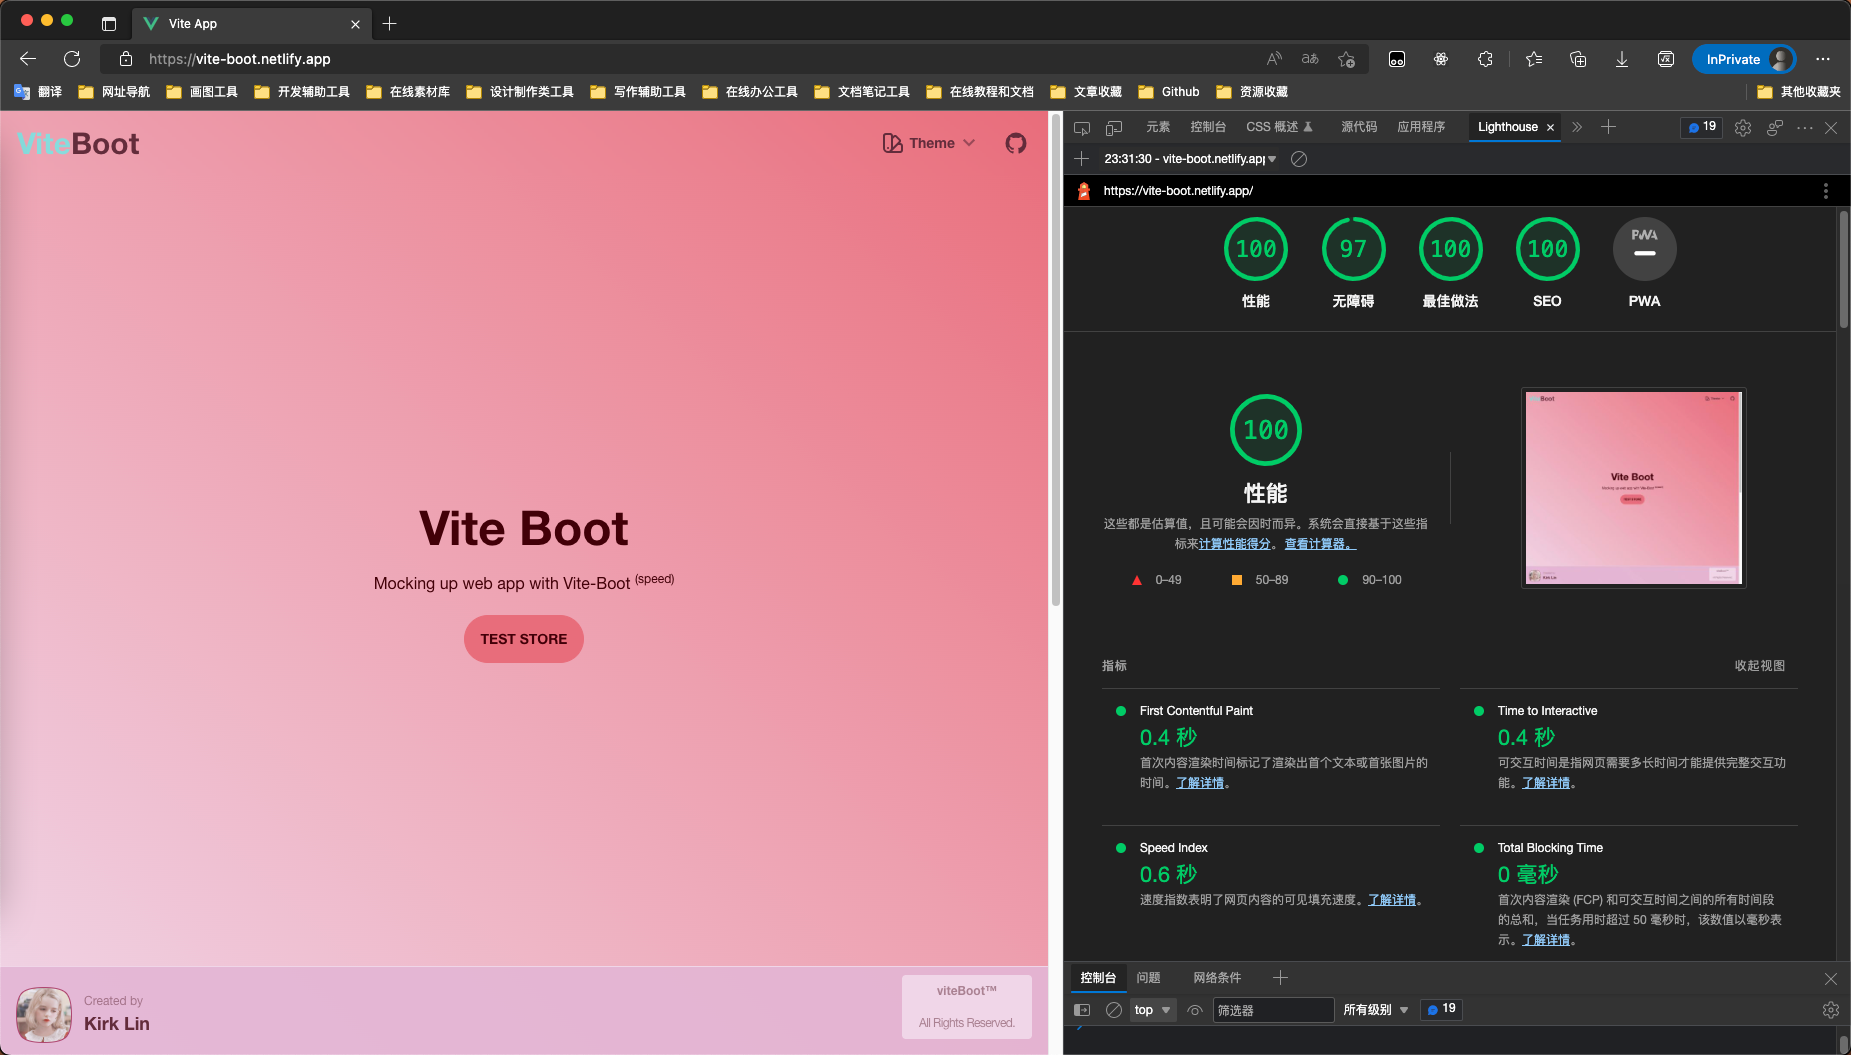 Vite App
https://vite-boot.netlify.app
InPrivate
翻译 网址导航 画图工具 开发辅助工具 在线素材库 设计制作类工具 写作辅助工具 在线办公工具 文档笔记工具 在线教程和文档 文章收藏 Github 资源收藏 其他收藏夹
ViteBoot
Theme
Vite Boot
Mocking up web app with Vite-Boot (speed)
TEST STORE
Created by
Kirk Lin
viteBoot™
All Rights Reserved.
元素 控制台 CSS 概述 源代码 应用程序 Lighthouse 19
23:31:30 - vite-boot.netlify.app
https://vite-boot.netlify.app/
100 97 100 100 PWA
性能 无障碍 最佳做法 SEO PWA
100
性能
这些都是估算值，且可能会因时而异。系统会直接基于这些指
标来计算性能得分。查看计算器。
0–49 50–89 90–100
Vite Boot
指标 收起视图
First Contentful Paint
0.4 秒
首次内容渲染时间标记了渲染出首个文本或首张图片的
时间。了解详情。
Time to Interactive
0.4 秒
可交互时间是指网页需要多长时间才能提供完整交互功
能。了解详情。
Speed Index
0.6 秒
速度指数表明了网页内容的可见填充速度。了解详情。
Total Blocking Time
0 毫秒
首次内容渲染 (FCP) 和可交互时间之间的所有时间段
的总和，当任务用时超过 50 毫秒时，该数值以毫秒表
示。了解详情。
控制台 问题 网络条件
top 筛选器 所有级别 19